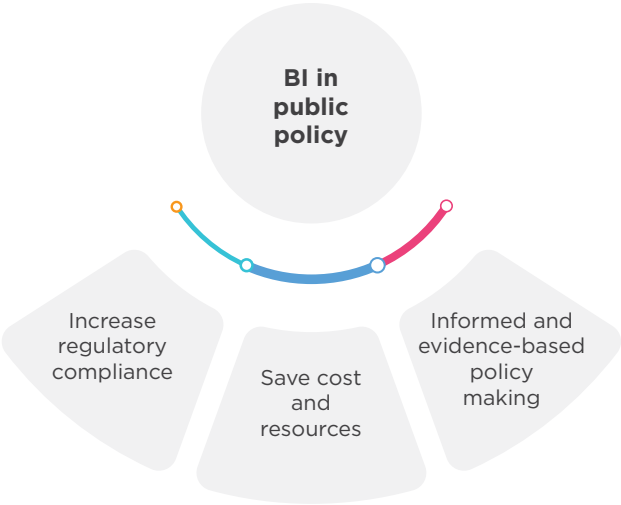 BI in
public
policy
Increase
regulatory
compliance
Save cost
and
resources
Informed and
evidence-based
policy
making